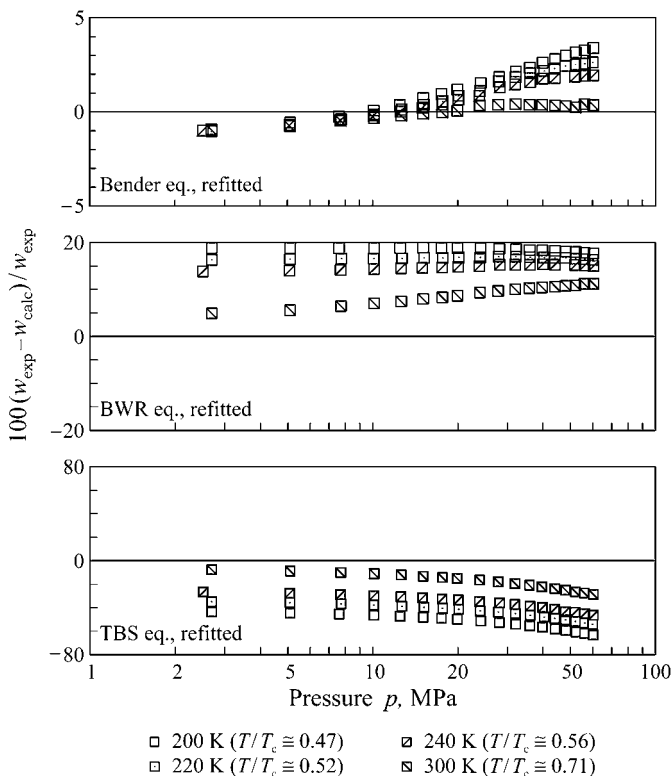 5
0
−5
Bender eq., refitted
20
0
−20
BWR eq., refitted
80
0
−80
TBS eq., refitted
100 (w_exp − w_calc) / w_exp
1 2 5 10 20 50 100
Pressure p, MPa
200 K (T/T_c ≅ 0.47)
240 K (T/T_c ≅ 0.56)
220 K (T/T_c ≅ 0.52)
300 K (T/T_c ≅ 0.71)